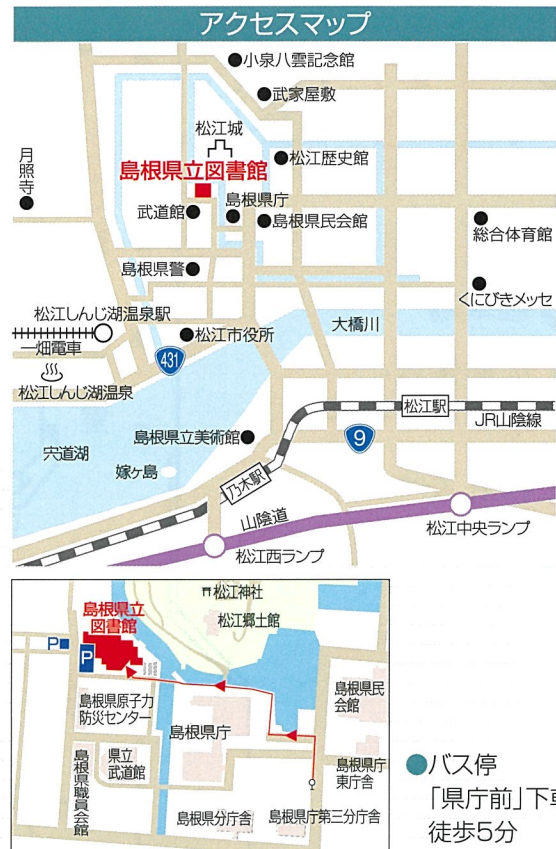 アクセスマップ
小泉八雲記念館
武家屋敷
松江城
月照寺
島根県立図書館
松江歴史館
武道館
島根県庁
島根県民会館
総合体育館
島根県警
くにびきメッセ
松江しんじ湖温泉駅
松江市役所
大橋川
一畑電車
431
松江しんじ湖温泉
松江駅
島根県立美術館
9
JR山陰線
宍道湖
嫁ヶ島
乃木駅
山陰道
松江中央ランプ
松江西ランプ
松江神社
島根県立
図書館
松江郷土館
P
P
島根県民
会館
島根県原子力
防災センター
島根県庁
島根県職員会館
県立
武道館
島根県庁
東庁舎
島根県分庁舎
島根県庁第三分庁舎
●バス停
「県庁前」下車
徒歩5分